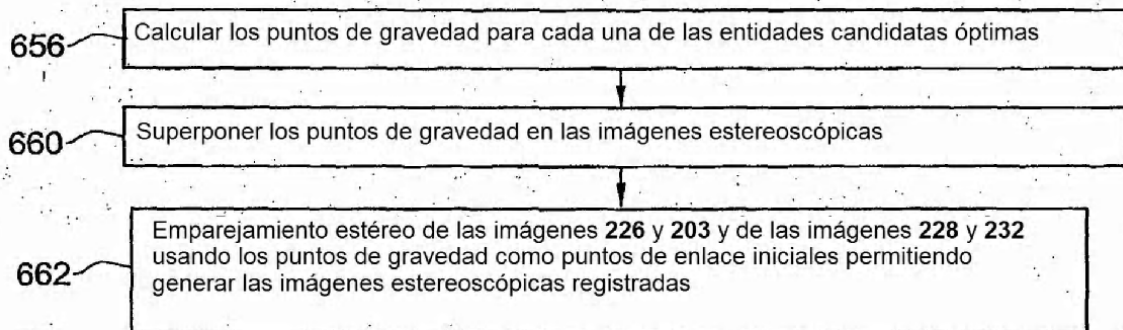 656 Calcular los puntos de gravedad para cada una de las entidades candidatas óptimas
660 Superponer los puntos de gravedad en las imágenes estereoscópicas
Emparejamiento estéreo de las imágenes 226 y 203 y de las imágenes 228 y 232
usando los puntos de gravedad como puntos de enlace iniciales permitiendo
662 generar las imágenes estereoscópicas registradas